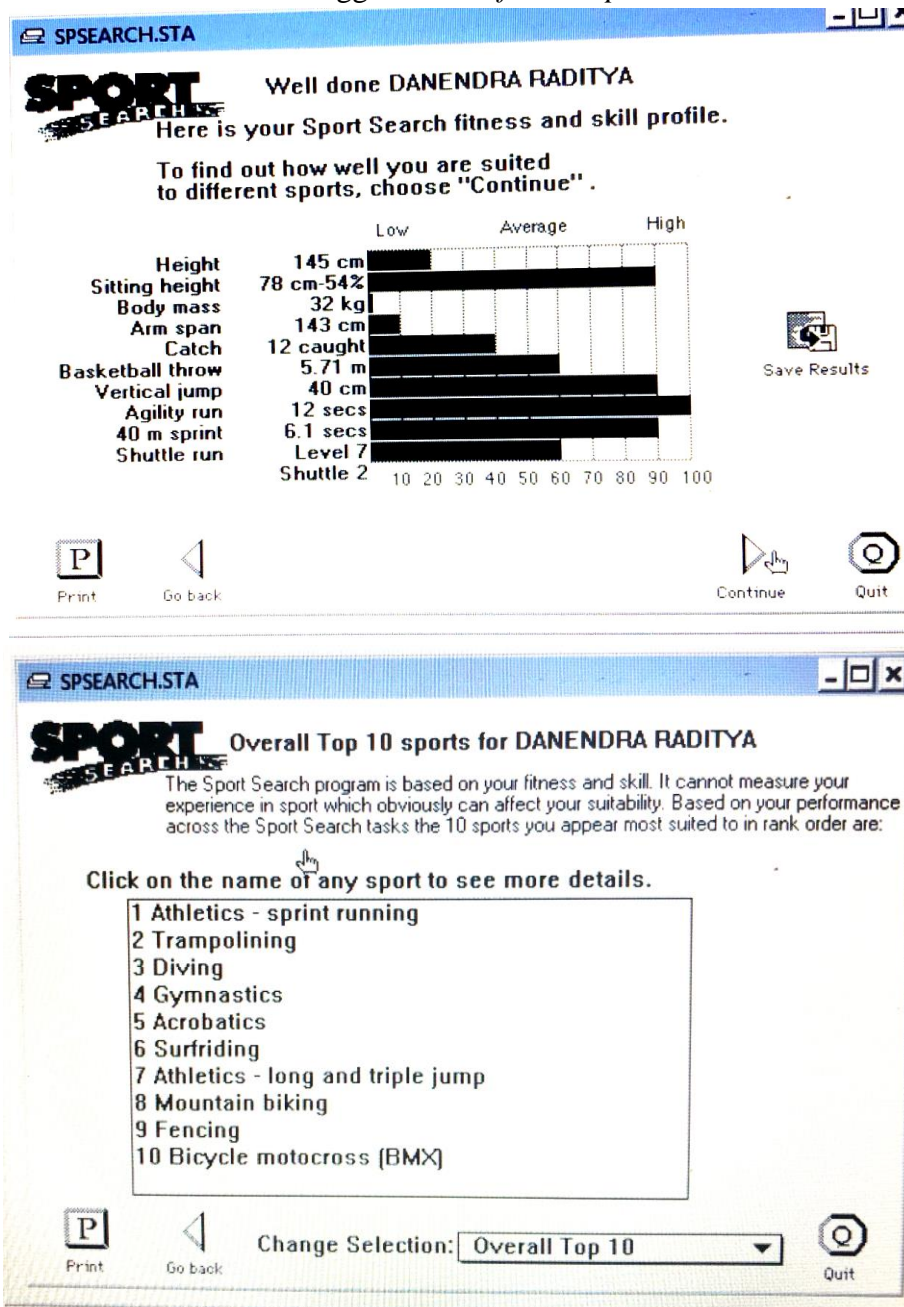 SPSEARCH.STA
SPORT
SEARCH
Well done DANENDRA RADITYA
Here is your Sport Search fitness and skill profile.
To find out how well you are suited
to different sports, choose "Continue" .
Low Average High
Height 145 cm
Sitting height 78 cm-54%
Body mass 32 kg
Arm span 143 cm
Catch 12 caught
Basketball throw 5.71 m
Vertical jump 40 cm
Agility run 12 secs
40 m sprint 6.1 secs
Shuttle run Level 7
Shuttle 2
10 20 30 40 50 60 70 80 90 100
Save Results
P
Print
Go back
Continue
Q
Quit
SPSEARCH.STA
SPORT
SEARCH
Overall Top 10 sports for DANENDRA RADITYA
The Sport Search program is based on your fitness and skill. It cannot measure your
experience in sport which obviously can affect your suitability. Based on your performance
across the Sport Search tasks the 10 sports you appear most suited to in rank order are:
Click on the name of any sport to see more details.
1 Athletics - sprint running
2 Trampolining
3 Diving
4 Gymnastics
5 Acrobatics
6 Surfriding
7 Athletics - long and triple jump
8 Mountain biking
9 Fencing
10 Bicycle motocross (BMX)
P
Print
Go back
Change Selection: Overall Top 10
Q
Quit